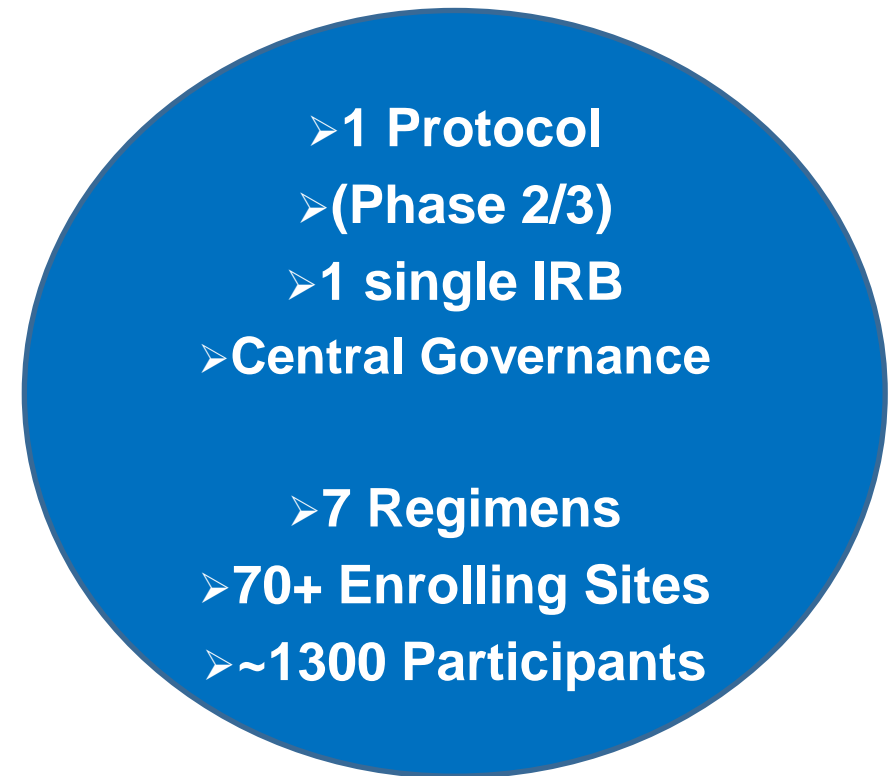 ➢1 Protocol
➢(Phase 2/3)
➢1 single IRB
➢Central Governance
➢7 Regimens
➢70+ Enrolling Sites
➢~1300 Participants